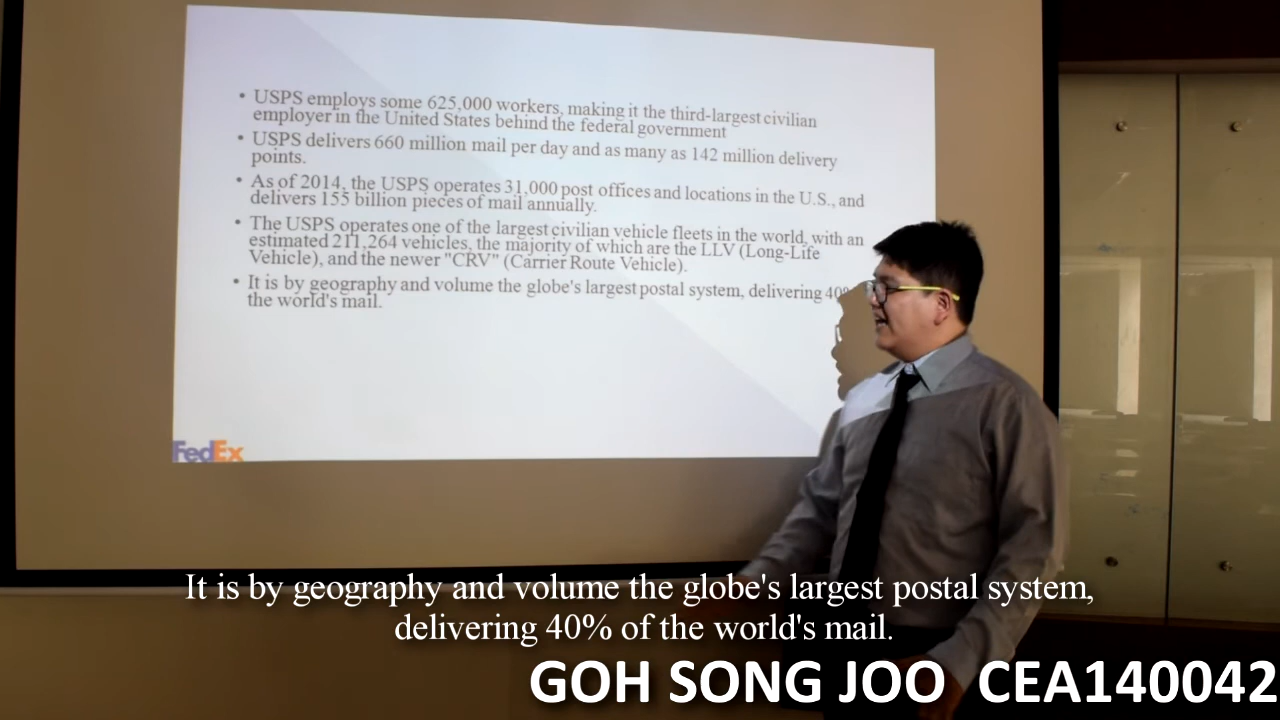 • USPS employs some 625,000 workers, making it the third-largest civilian
employer in the United States behind the federal government
• USPS delivers 660 million mail per day and as many as 142 million delivery
points.
• As of 2014, the USPS operates 31,000 post offices and locations in the U.S., and
delivers 155 billion pieces of mail annually.
• The USPS operates one of the largest civilian vehicle fleets in the world, with an
estimated 211,264 vehicles, the majority of which are the LLV (Long-Life
Vehicle), and the newer "CRV" (Carrier Route Vehicle).
• It is by geography and volume the globe's largest postal system, delivering 40%
the world's mail.
FedEx
It is by geography and volume the globe's largest postal system,
delivering 40% of the world's mail.
GOH SONG JOO CEA140042